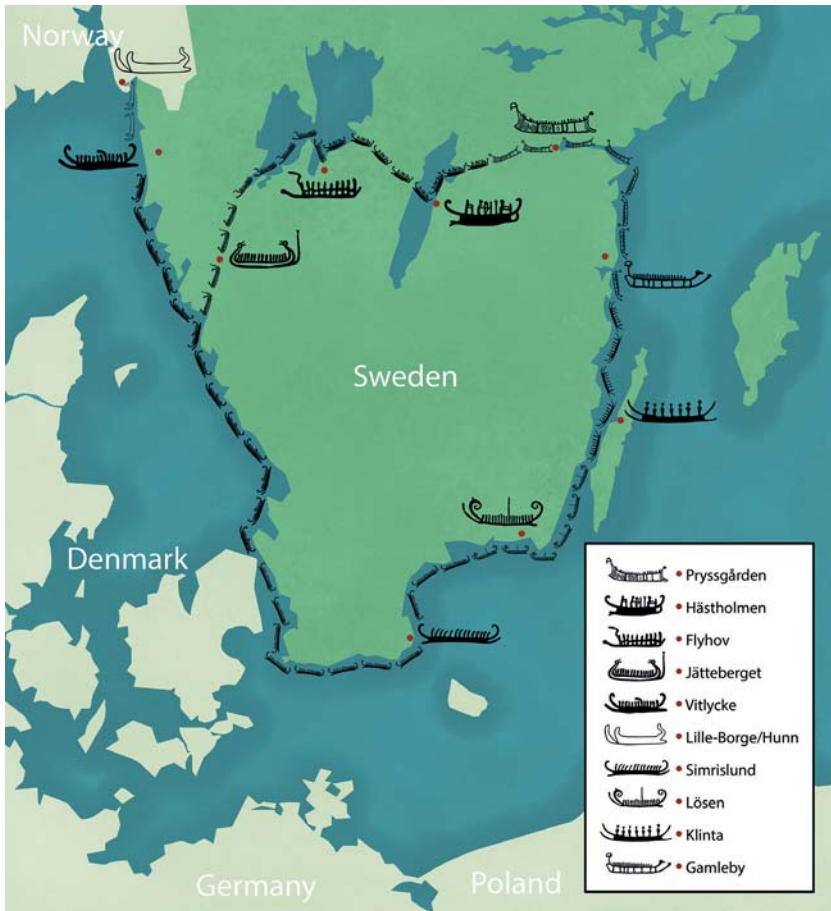 Norway
Sweden
Denmark
Germany
Poland
Pryssgården
Hästholmen
Flyhov
Jätteberget
Vitlycke
Lille-Borge/Hunn
Simrislund
Lösen
Klinta
Gamleby